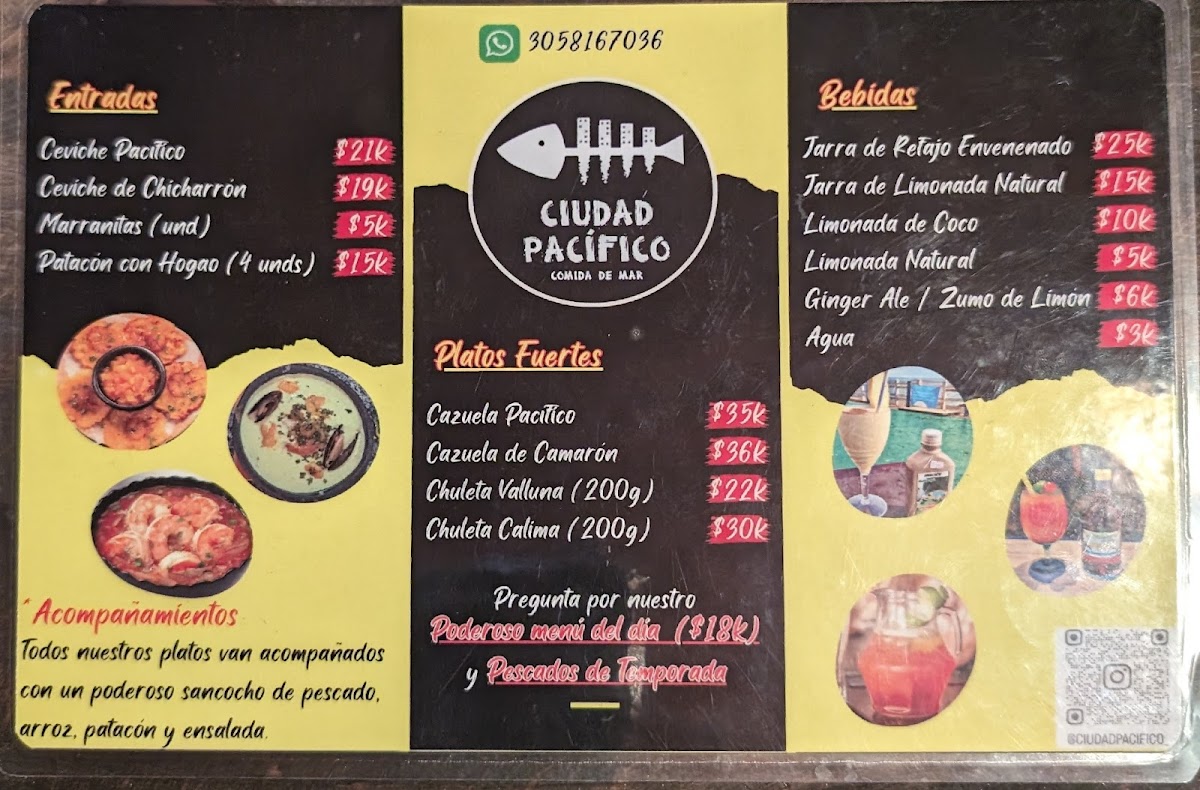 Entradas
Ceviche Pacífico $21k
Ceviche de Chicharrón $19k
Marranitas (und) $5k
Patacón con Hogao (4 unds) $15k
*Acompañamientos
Todos nuestros platos van acompañados
con un poderoso sancocho de pescado,
arroz, patacón y ensalada.
3058167036
CIUDAD
PACÍFICO
COMIDA DE MAR
Platos Fuertes
Cazuela Pacífico $35k
Cazuela de Camarón $36k
Chuleta Valluna (200g) $22k
Chuleta Calima (200g) $30k
Pregunta por nuestro
Poderoso menú del día ($18k)
y Pescados de Temporada
Bebidas
Jarra de Refajo Envenenado $25k
Jarra de Limonada Natural $15k
Limonada de Coco $10k
Limonada Natural $5k
Ginger Ale / Zumo de Limón $6k
Agua $3k
@CIUDADPACIFICO